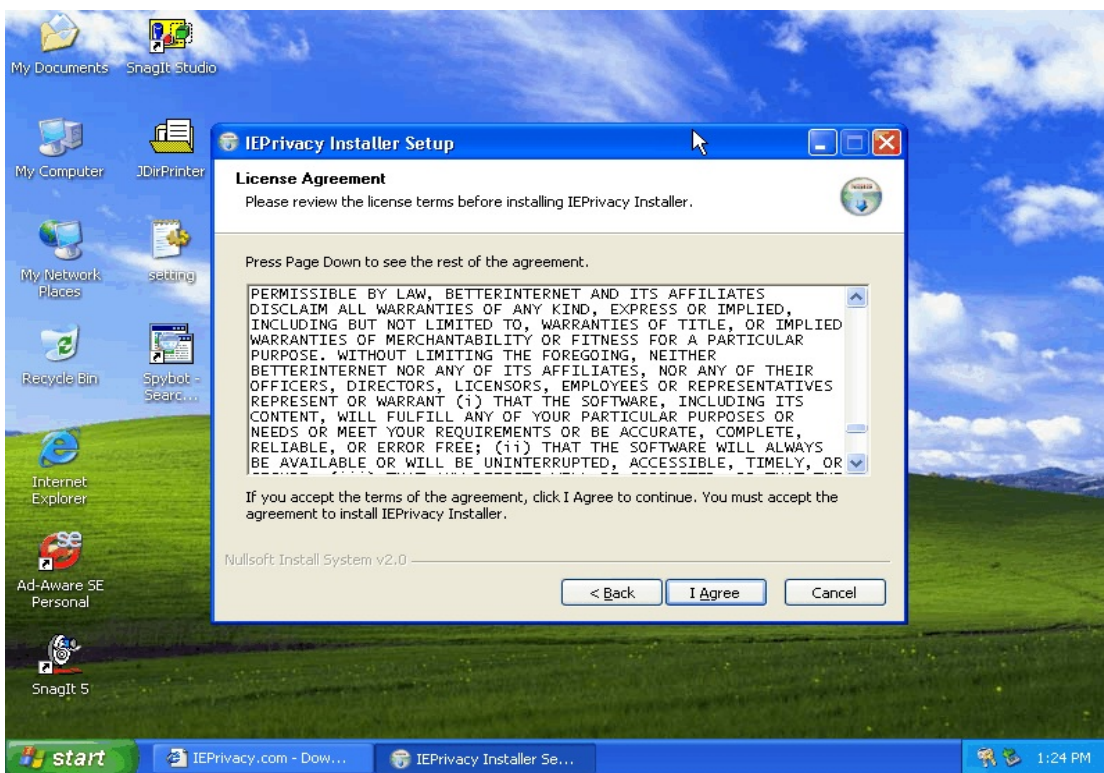 My Documents
SnagIt Studio
My Computer
JDirPrinter
My Network
Places
setting
Recycle Bin
Spybot -
Searc...
Internet
Explorer
Ad-Aware SE
Personal
SnagIt 5
IEPrivacy Installer Setup
License Agreement
Please review the license terms before installing IEPrivacy Installer.
Press Page Down to see the rest of the agreement.
PERMISSIBLE BY LAW, BETTERINTERNET AND ITS AFFILIATES
DISCLAIM ALL WARRANTIES OF ANY KIND, EXPRESS OR IMPLIED,
INCLUDING BUT NOT LIMITED TO, WARRANTIES OF TITLE, OR IMPLIED
WARRANTIES OF MERCHANTABILITY OR FITNESS FOR A PARTICULAR
PURPOSE. WITHOUT LIMITING THE FOREGOING, NEITHER
BETTERINTERNET NOR ANY OF ITS AFFILIATES, NOR ANY OF THEIR
OFFICERS, DIRECTORS, LICENSORS, EMPLOYEES OR REPRESENTATIVES
REPRESENT OR WARRANT (i) THAT THE SOFTWARE, INCLUDING ITS
CONTENT, WILL FULFILL ANY OF YOUR PARTICULAR PURPOSES OR
NEEDS OR MEET YOUR REQUIREMENTS OR BE ACCURATE, COMPLETE,
RELIABLE, OR ERROR FREE; (ii) THAT THE SOFTWARE WILL ALWAYS
BE AVAILABLE OR WILL BE UNINTERRUPTED, ACCESSIBLE, TIMELY, OR
If you accept the terms of the agreement, click I Agree to continue. You must accept the
agreement to install IEPrivacy Installer.
Nullsoft Install System v2.0
< Back
I Agree
Cancel
start
IEPrivacy.com - Dow...
IEPrivacy Installer Se...
1:24 PM